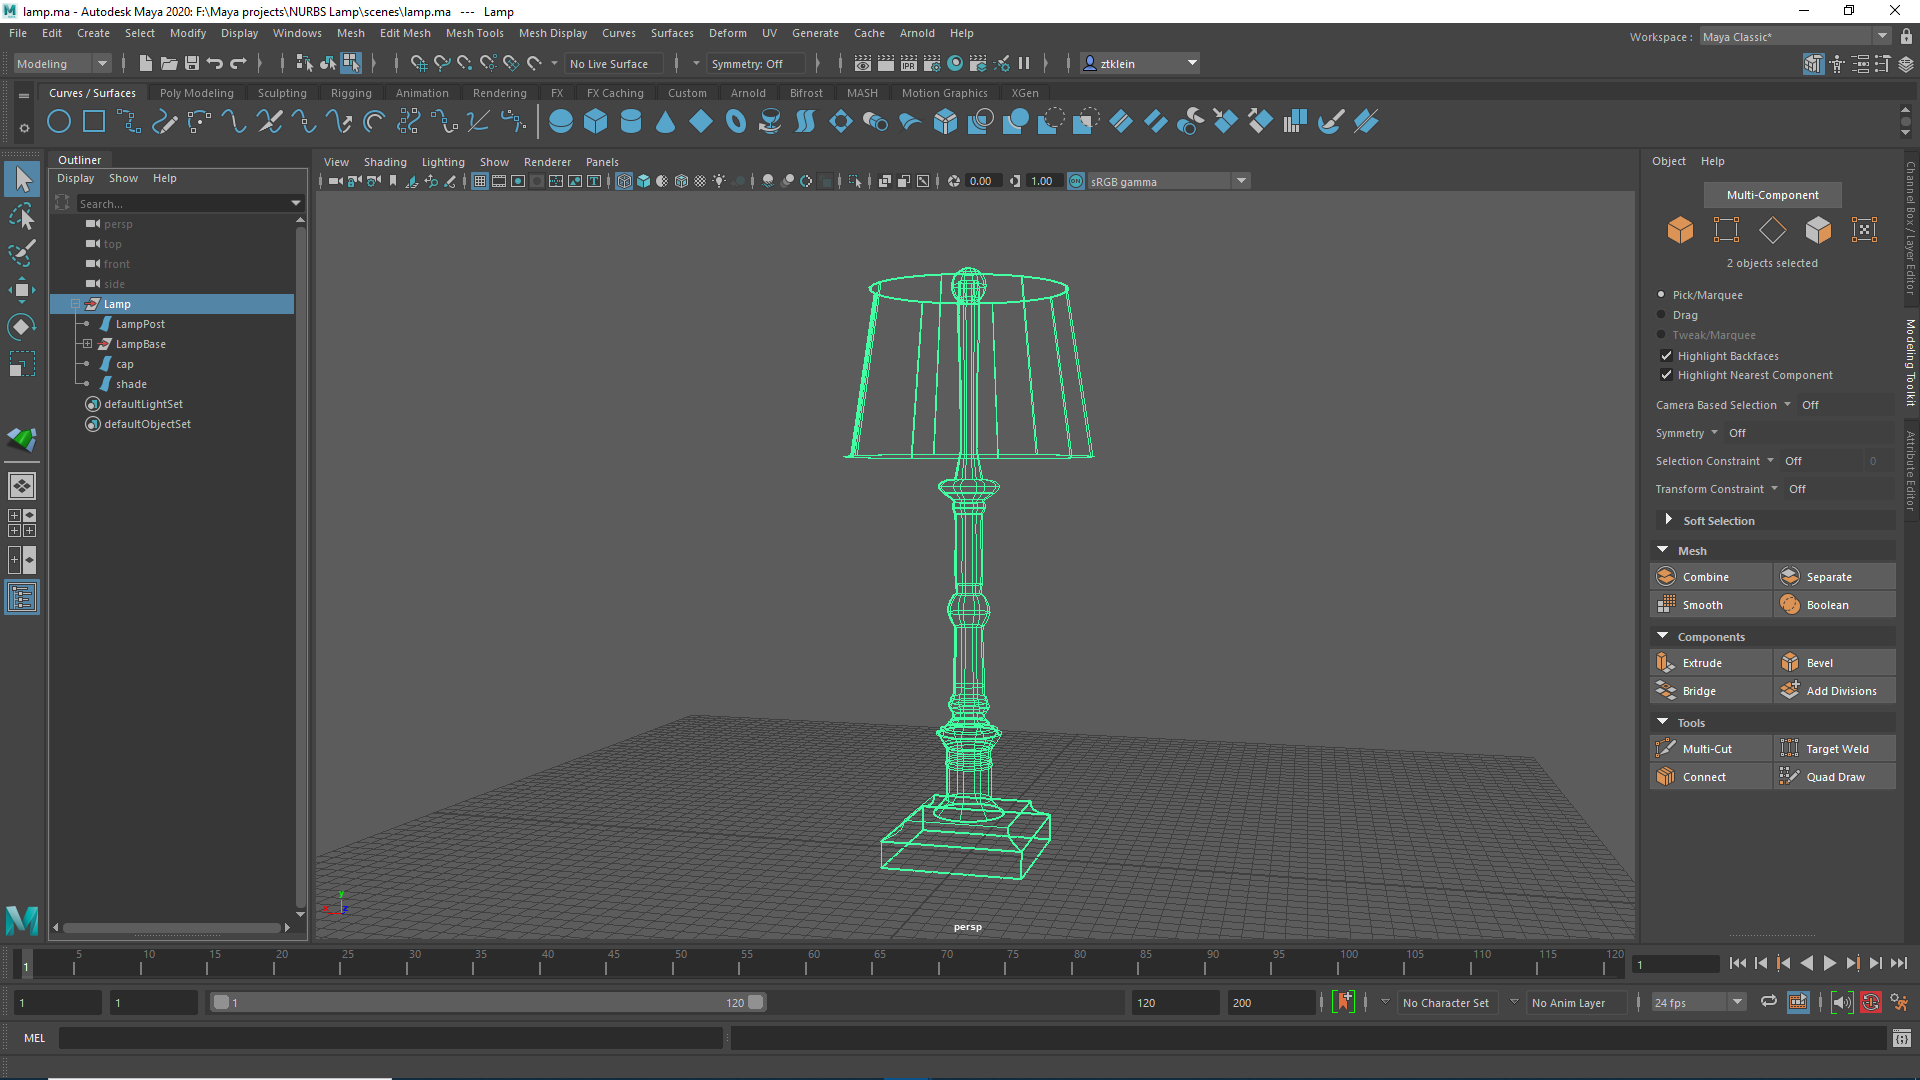 lamp.ma - Autodesk Maya 2020: F:\Maya projects\NURBS Lamp\scenes\lamp.ma --- Lamp
File Edit Create Select Modify Display Windows Mesh Edit Mesh Mesh Tools Mesh Display Curves Surfaces Deform UV Generate Cache Arnold Help
Workspace : Maya Classic*
Modeling No Live Surface Symmetry: Off ztklein
Curves / Surfaces Poly Modeling Sculpting Rigging Animation Rendering FX FX Caching Custom Arnold Bifrost MASH Motion Graphics XGen
Outliner
Display Show Help
Search...
persp
top
front
side
Lamp
LampPost
LampBase
cap
shade
defaultLightSet
defaultObjectSet
View Shading Lighting Show Renderer Panels
0.00 1.00 ON sRGB gamma
y
x z
persp
Object Help
Multi-Component
2 objects selected
Pick/Marquee
Drag
Tweak/Marquee
Highlight Backfaces
Highlight Nearest Component
Camera Based Selection Off
Symmetry Off
Selection Constraint Off 0
Transform Constraint Off
Soft Selection
Mesh
Combine Separate
Smooth Boolean
Components
Extrude Bevel
Bridge Add Divisions
Tools
Multi-Cut Target Weld
Connect Quad Draw
Channel Box / Layer Editor
Modeling Toolkit
Attribute Editor
1 5 10 15 20 25 30 35 40 45 50 55 60 65 70 75 80 85 90 95 100 105 110 115 120 1
1 1 1 120 120 200 No Character Set No Anim Layer 24 fps
MEL